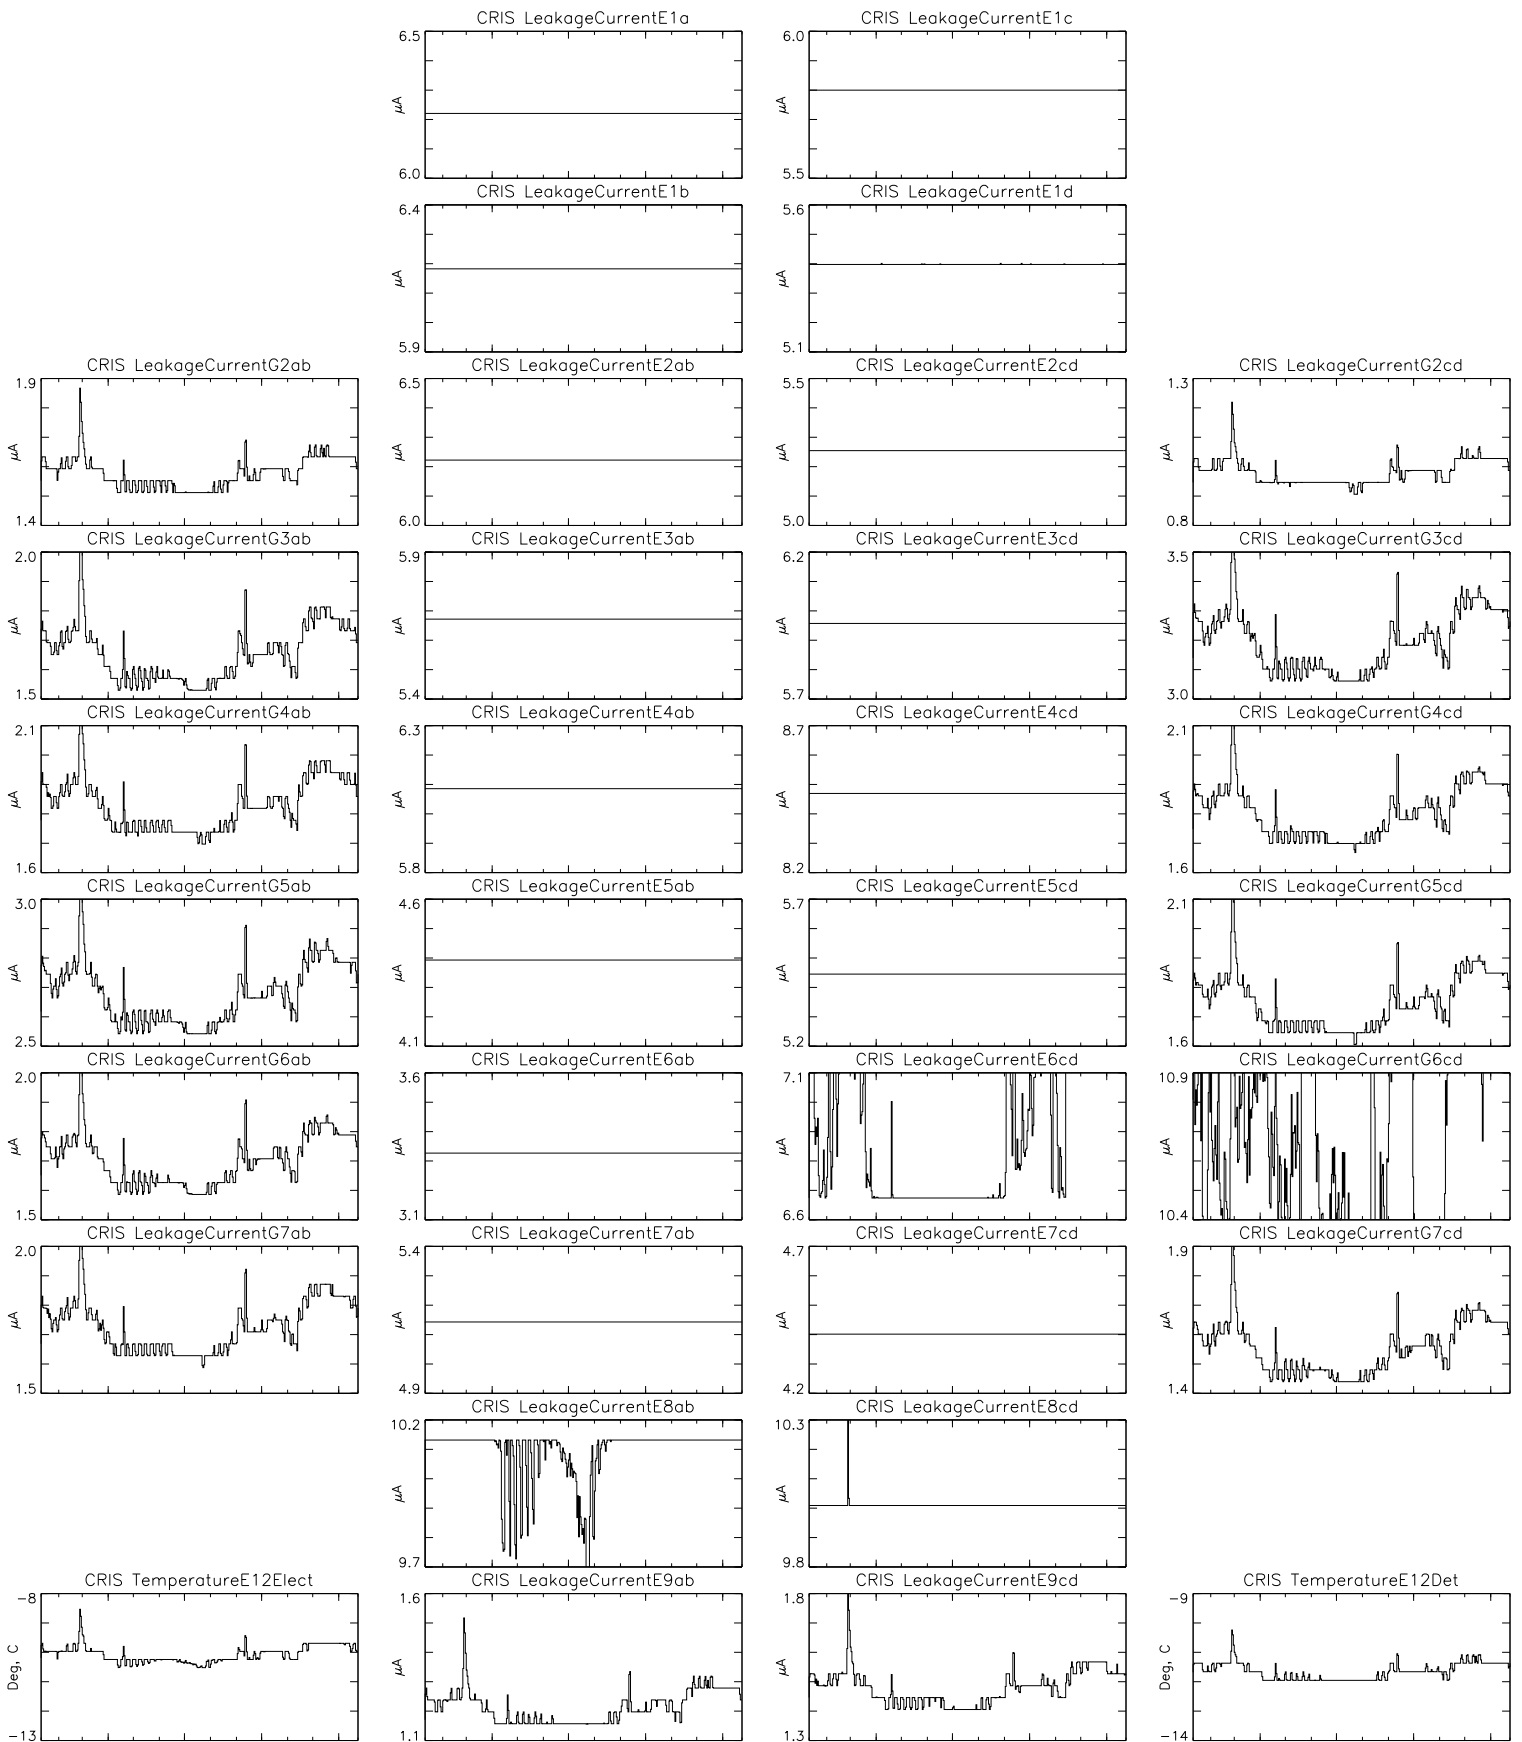 CRIS LeakageCurrentE1a
6.5
μA
6.0
CRIS LeakageCurrentE1c
6.0
μA
5.5
CRIS LeakageCurrentE1b
6.4
μA
5.9
CRIS LeakageCurrentE1d
5.6
μA
5.1
CRIS LeakageCurrentG2ab
1.9
μA
1.4
CRIS LeakageCurrentE2ab
6.5
μA
6.0
CRIS LeakageCurrentE2cd
5.5
μA
5.0
CRIS LeakageCurrentG2cd
1.3
μA
0.8
CRIS LeakageCurrentG3ab
2.0
μA
1.5
CRIS LeakageCurrentE3ab
5.9
μA
5.4
CRIS LeakageCurrentE3cd
6.2
μA
5.7
CRIS LeakageCurrentG3cd
3.5
μA
3.0
CRIS LeakageCurrentG4ab
2.1
μA
1.6
CRIS LeakageCurrentE4ab
6.3
μA
5.8
CRIS LeakageCurrentE4cd
8.7
μA
8.2
CRIS LeakageCurrentG4cd
2.1
μA
1.6
CRIS LeakageCurrentG5ab
3.0
μA
2.5
CRIS LeakageCurrentE5ab
4.6
μA
4.1
CRIS LeakageCurrentE5cd
5.7
μA
5.2
CRIS LeakageCurrentG5cd
2.1
μA
1.6
CRIS LeakageCurrentG6ab
2.0
μA
1.5
CRIS LeakageCurrentE6ab
3.6
μA
3.1
CRIS LeakageCurrentE6cd
7.1
μA
6.6
CRIS LeakageCurrentG6cd
10.9
μA
10.4
CRIS LeakageCurrentG7ab
2.0
μA
1.5
CRIS LeakageCurrentE7ab
5.4
μA
4.9
CRIS LeakageCurrentE7cd
4.7
μA
4.2
CRIS LeakageCurrentG7cd
1.9
μA
1.4
CRIS LeakageCurrentE8ab
10.2
μA
9.7
CRIS LeakageCurrentE8cd
10.3
μA
9.8
CRIS TemperatureE12Elect
-8
Deg, C
-13
CRIS LeakageCurrentE9ab
1.6
μA
1.1
CRIS LeakageCurrentE9cd
1.8
μA
1.3
CRIS TemperatureE12Det
-9
Deg, C
-14